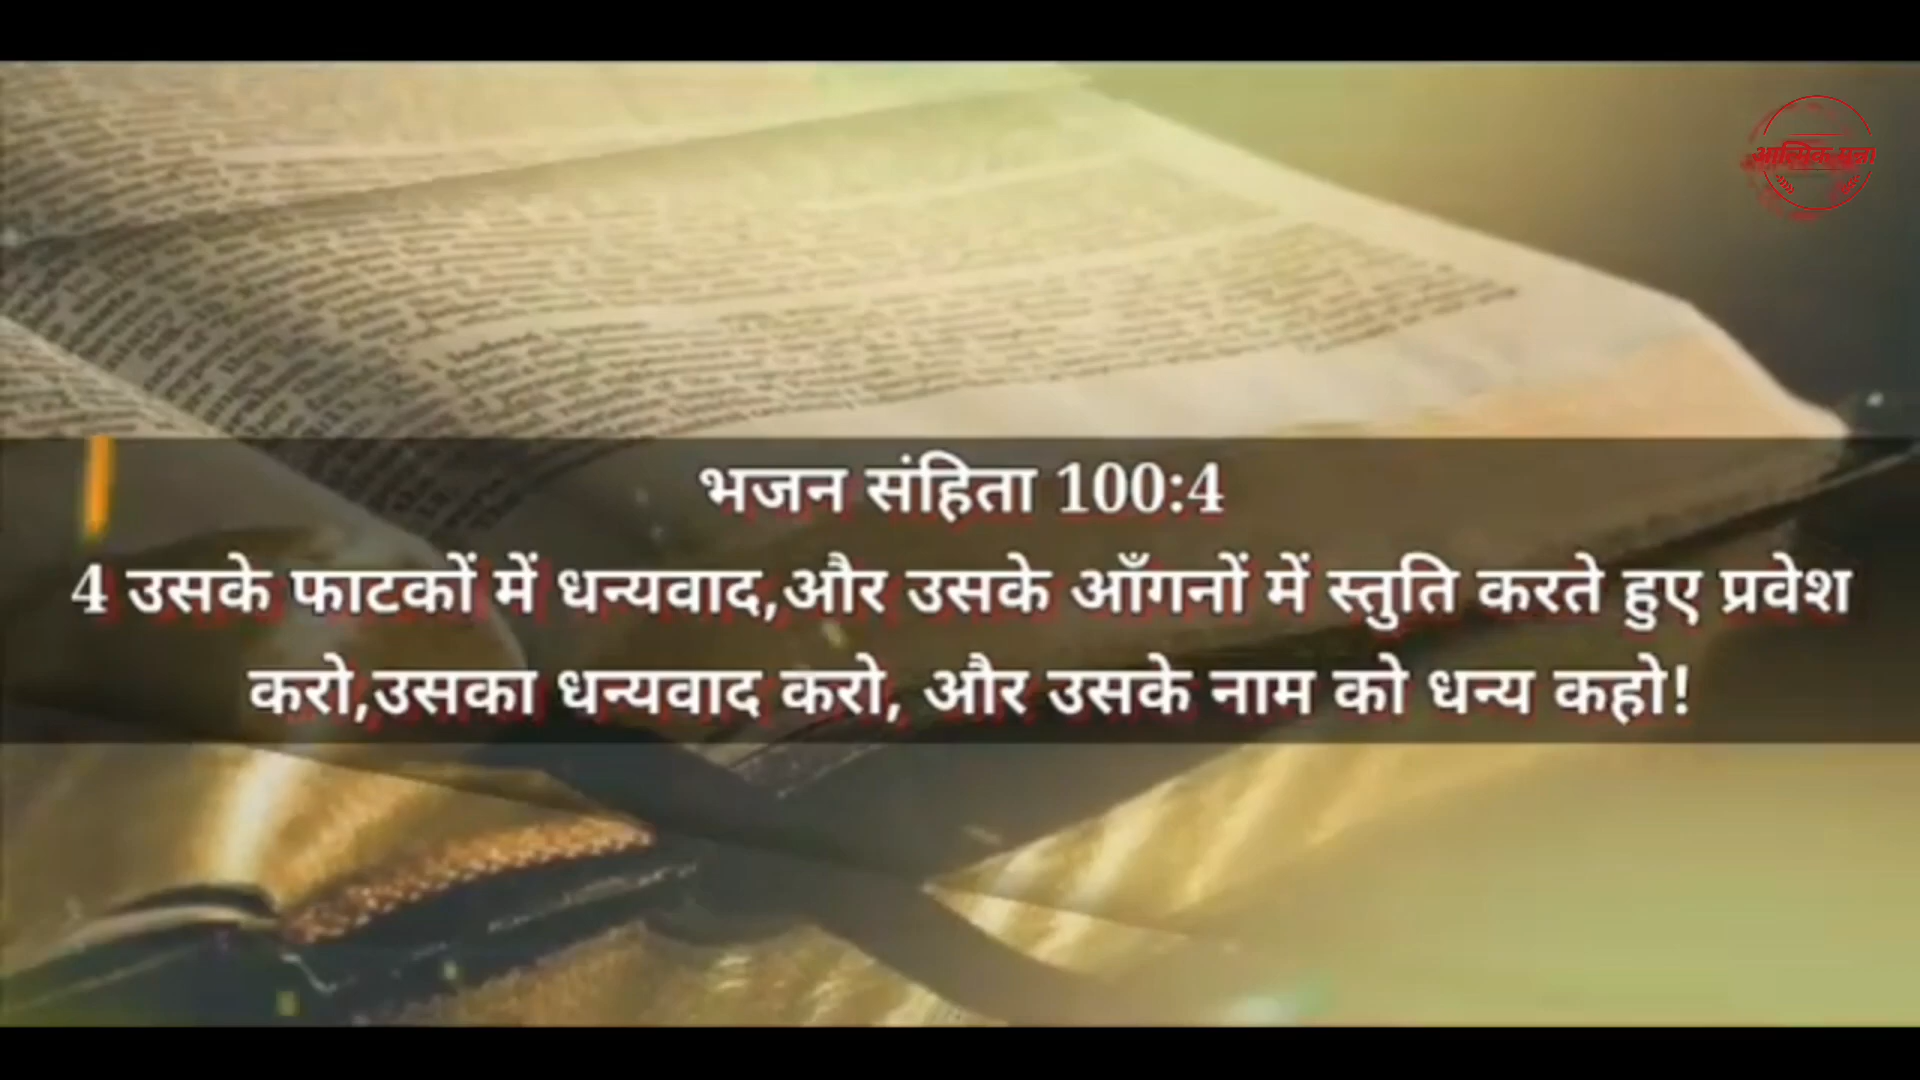 भजन संहिता 100:4
4 उसके फाटकों में धन्यवाद,और उसके आँगनों में स्तुति करते हुए प्रवेश
करो,उसका धन्यवाद करो, और उसके नाम को धन्य कहो!